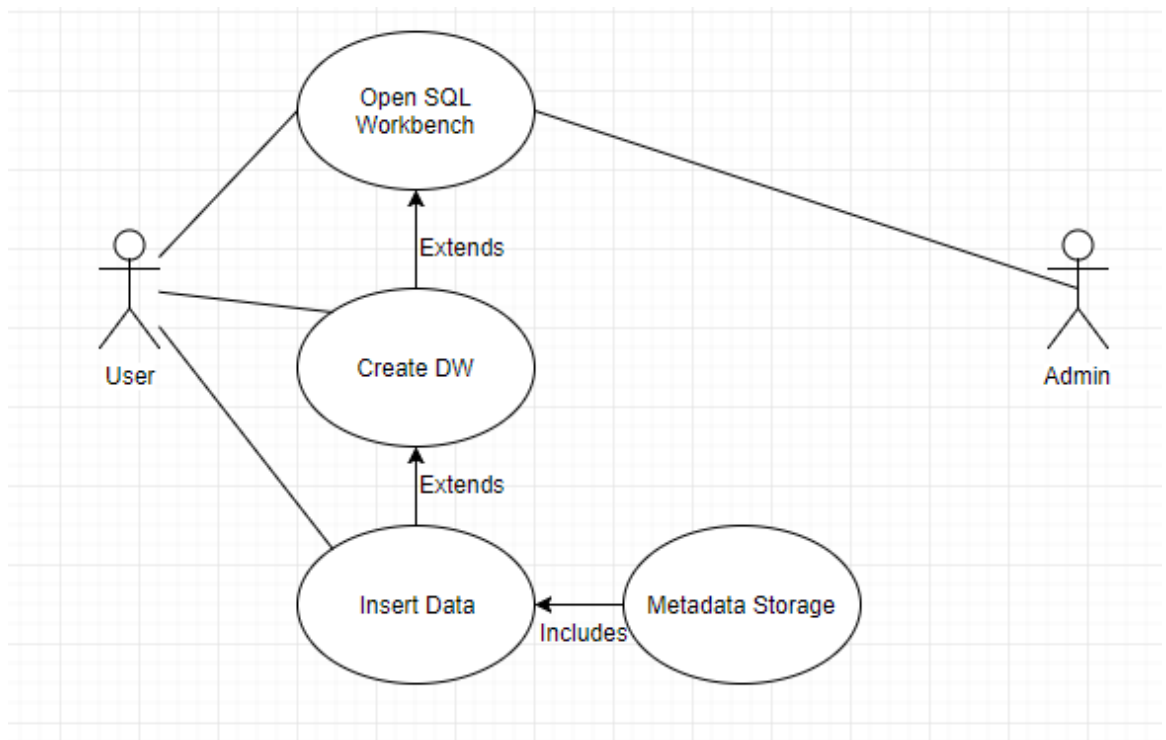 Open SQL
Workbench
Extends
User
Admin
Create DW
Extends
Insert Data
Metadata Storage
Includes